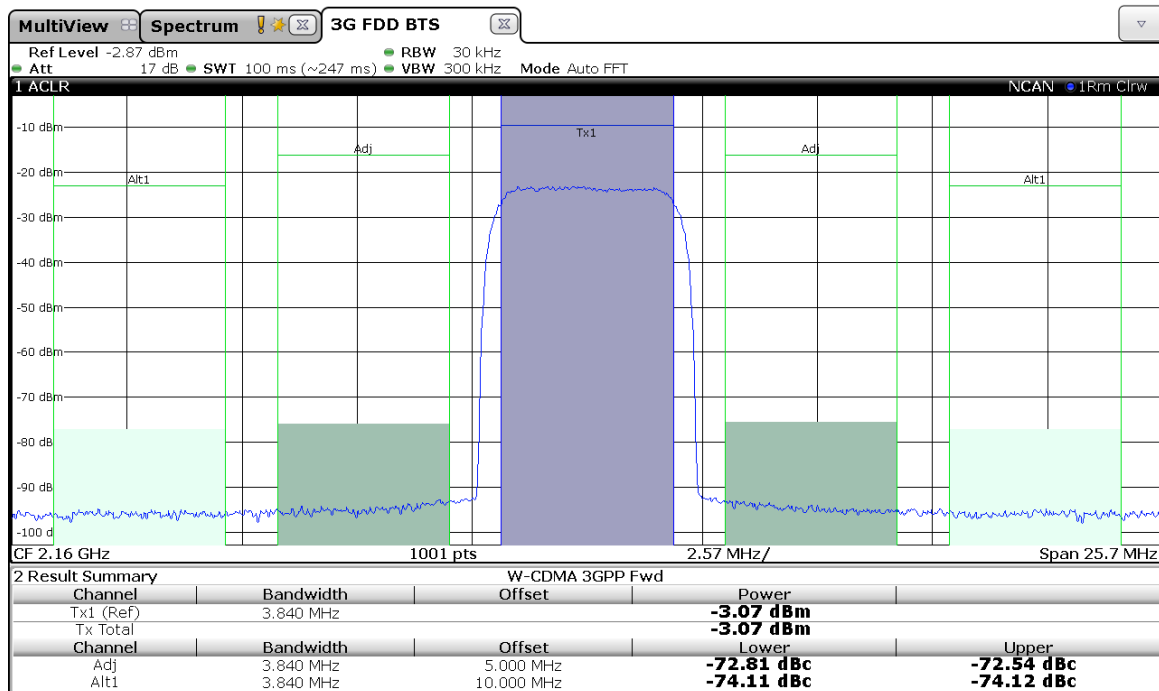 MultiView Spectrum 3G FDD BTS
Ref Level -2.87 dBm RBW 30 kHz
Att 17 dB SWT 100 ms (~247 ms) VBW 300 kHz Mode Auto FFT
1 ACLR NCAN 1Rm Clrw
-10 dBm
Tx1
Adj Adj
-20 dBm
Alt1 Alt1
-30 dBm
-40 dBm
-50 dBm
-60 dBm
-70 dBm
-80 dB
-90 dB
-100 d
CF 2.16 GHz 1001 pts 2.57 MHz/ Span 25.7 MHz
2 Result Summary W-CDMA 3GPP Fwd
Channel Bandwidth Offset Power
Tx1 (Ref) 3.840 MHz -3.07 dBm
Tx Total -3.07 dBm
Channel Bandwidth Offset Lower Upper
Adj 3.840 MHz 5.000 MHz -72.81 dBc -72.54 dBc
Alt1 3.840 MHz 10.000 MHz -74.11 dBc -74.12 dBc